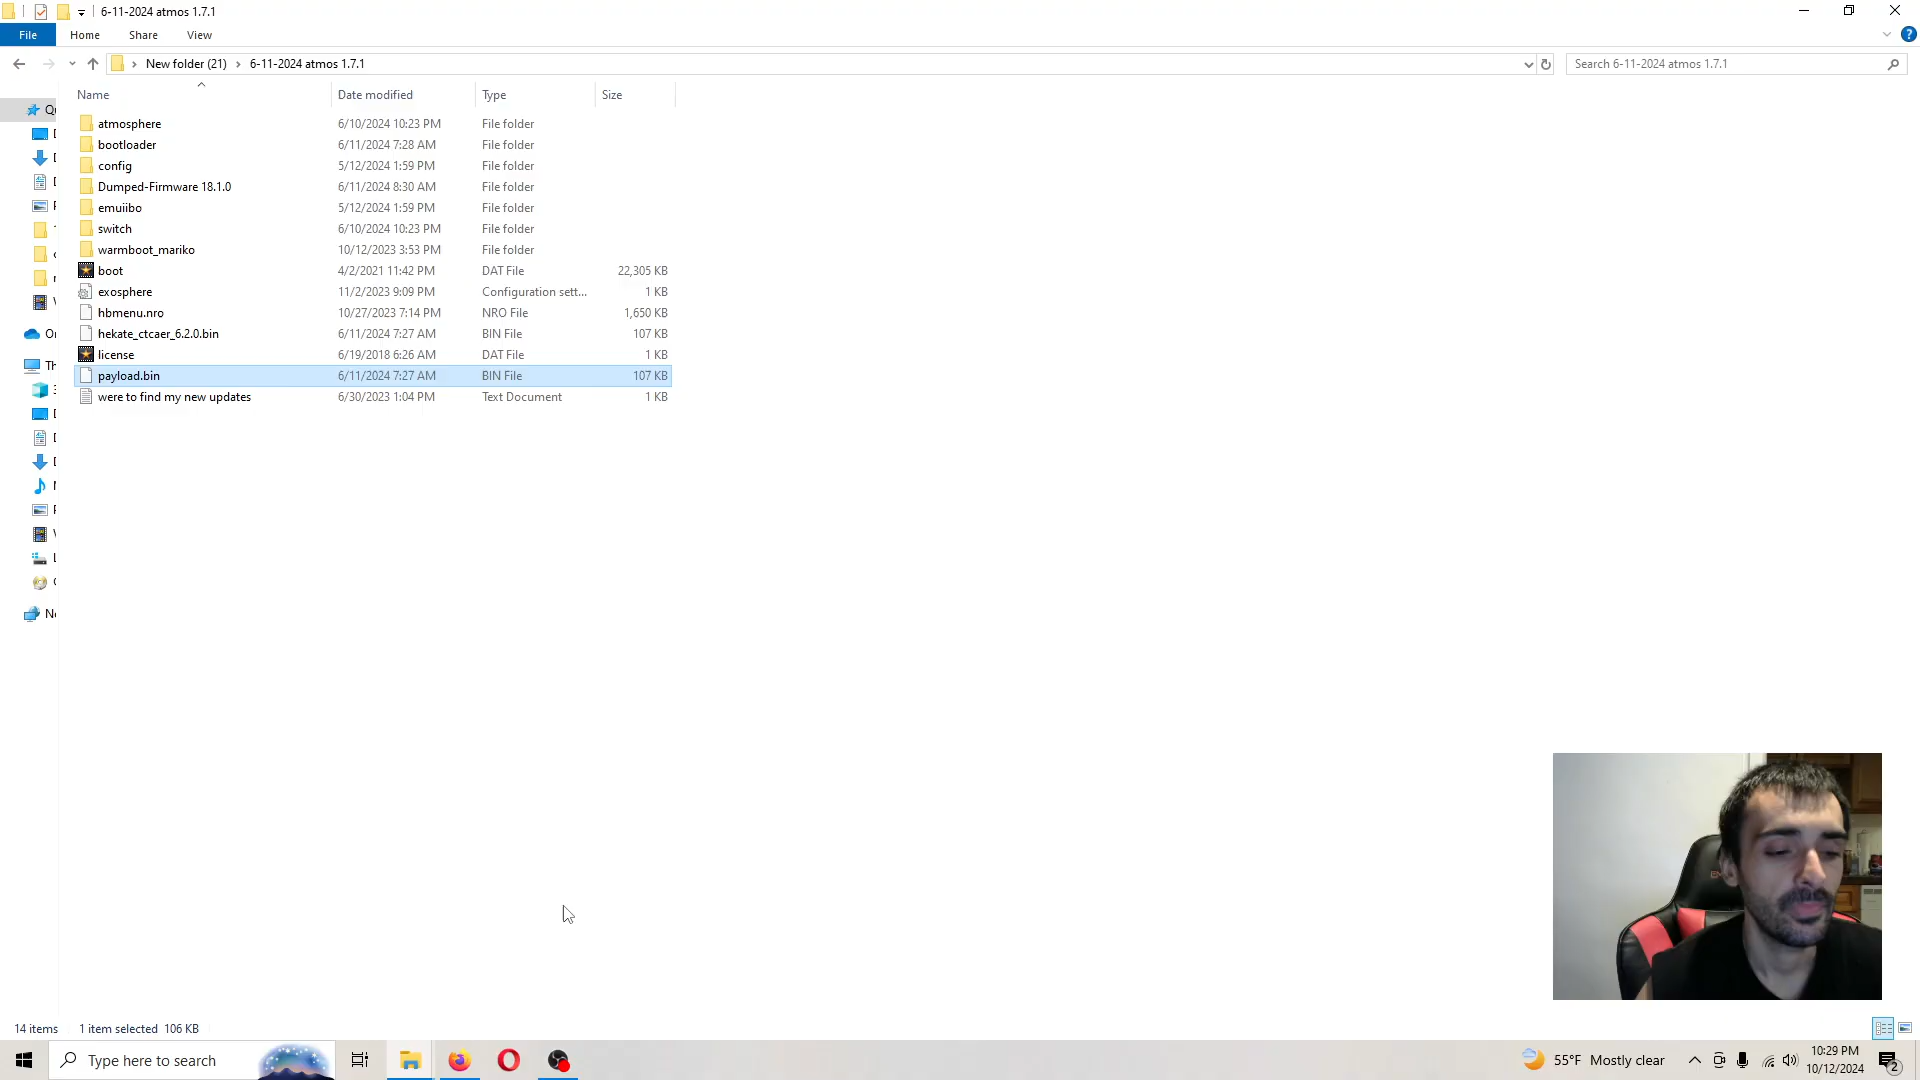 6-11-2024 atmos 1.7.1
File Home Share View
New folder (21) 6-11-2024 atmos 1.7.1 Search 6-11-2024 atmos 1.7.1
Name Date modified Type Size
atmosphere 6/10/2024 10:23 PM File folder
bootloader 6/11/2024 7:28 AM File folder
config 5/12/2024 1:59 PM File folder
Dumped-Firmware 18.1.0 6/11/2024 8:30 AM File folder
emuiibo 5/12/2024 1:59 PM File folder
switch 6/10/2024 10:23 PM File folder
warmboot_mariko 10/12/2023 3:53 PM File folder
boot 4/2/2021 11:42 PM DAT File 22,305 KB
exosphere 11/2/2023 9:09 PM Configuration sett... 1 KB
hbmenu.nro 10/27/2023 7:14 PM NRO File 1,650 KB
hekate_ctcaer_6.2.0.bin 6/11/2024 7:27 AM BIN File 107 KB
license 6/19/2018 6:26 AM DAT File 1 KB
payload.bin 6/11/2024 7:27 AM BIN File 107 KB
were to find my new updates 6/30/2023 1:04 PM Text Document 1 KB
14 items 1 item selected 106 KB
Type here to search
55°F Mostly clear
10:29 PM
10/12/2024
2